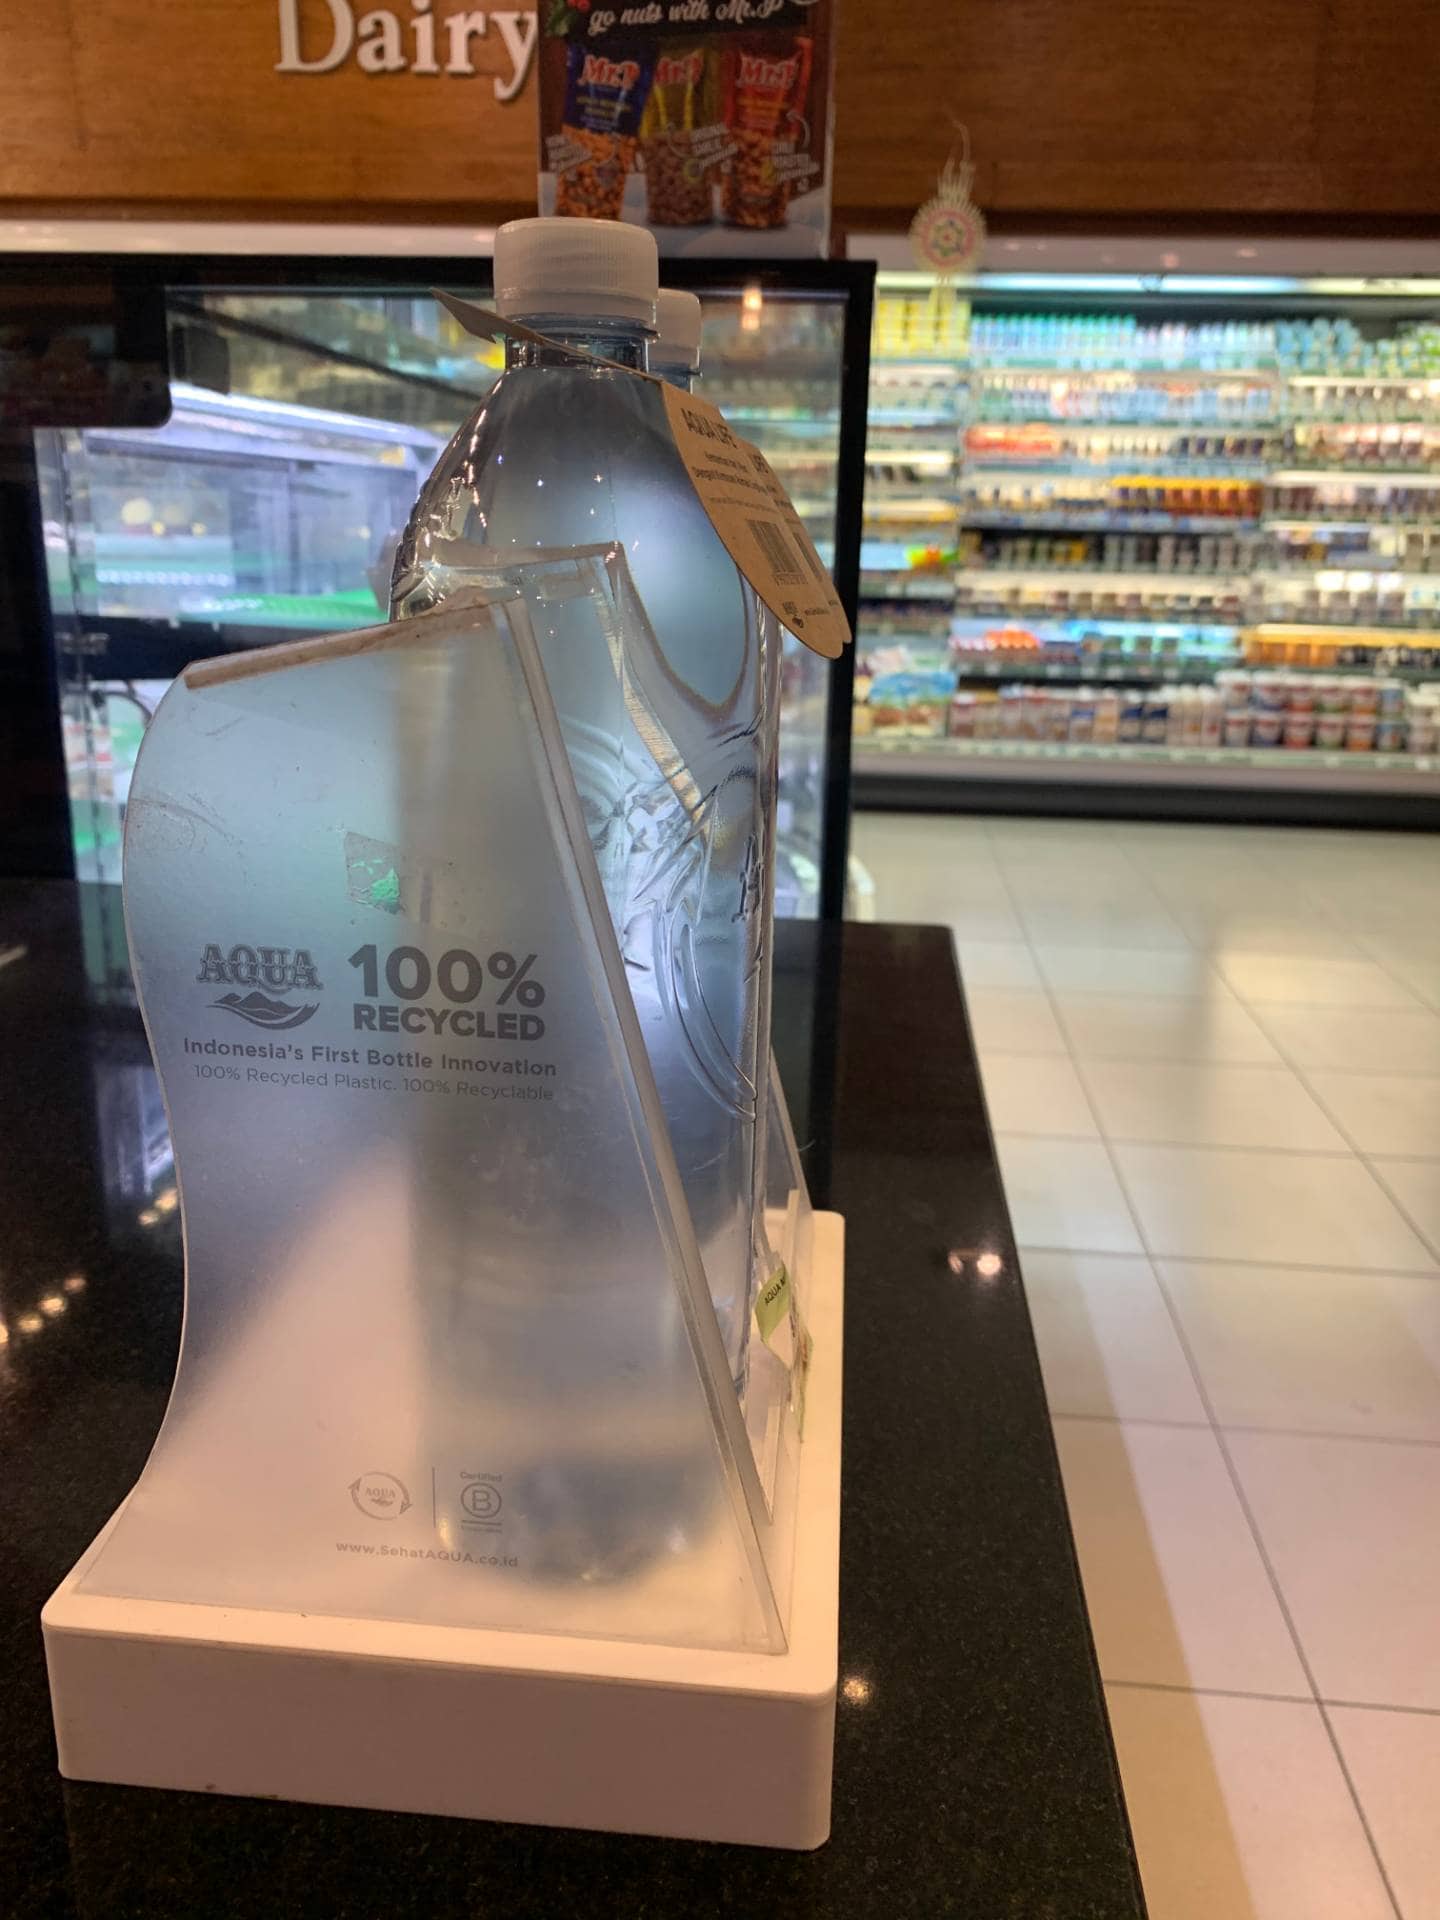 Dairy
go nuts with Mr.P
Mr.P
Mr.P
Mr.P
AQUA LIFE
AQUA
100%
RECYCLED
Indonesia's First Bottle Innovation
100% Recycled Plastic. 100% Recyclable
AQUA
AQUA
Certified
B
www.SehatAQUA.co.id